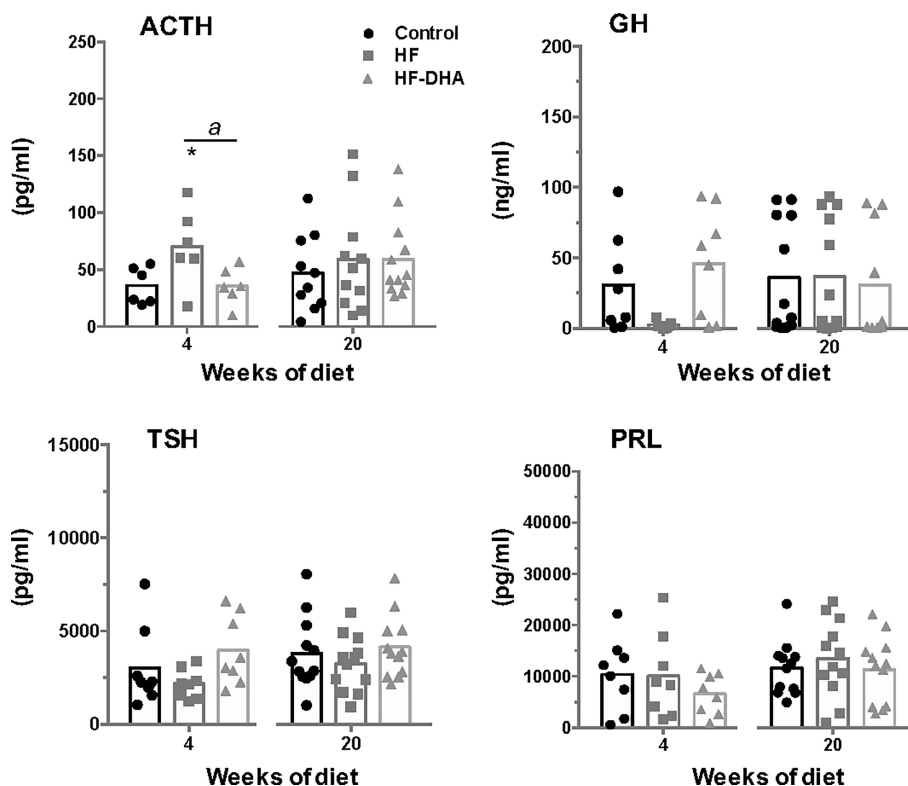 ACTH
Control
HF
HF-DHA
250
200
150
100
50
0
(pg/ml)
a
*
4
20
Weeks of diet
GH
200
150
100
50
0
(ng/ml)
4
20
Weeks of diet
TSH
15000
10000
5000
0
(pg/ml)
4
20
Weeks of diet
PRL
50000
40000
30000
20000
10000
0
(pg/ml)
4
20
Weeks of diet